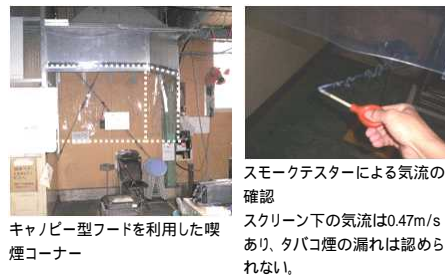 キャノピー型フードを利用した喫
煙コーナー
スモークテスターによる気流の
確認
スクリーン下の気流は0.47m/s
あり、タバコ煙の漏れは認めら
れない。